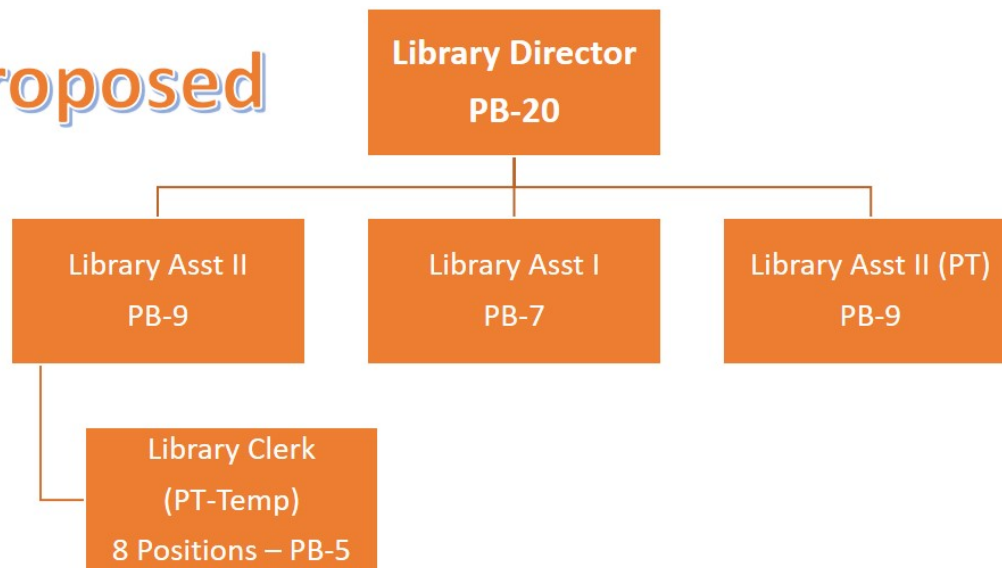 roposed
Library Director
PB-20
Library Asst II
PB-9
Library Asst I
PB-7
Library Asst II (PT)
PB-9
Library Clerk
(PT-Temp)
8 Positions – PB-5